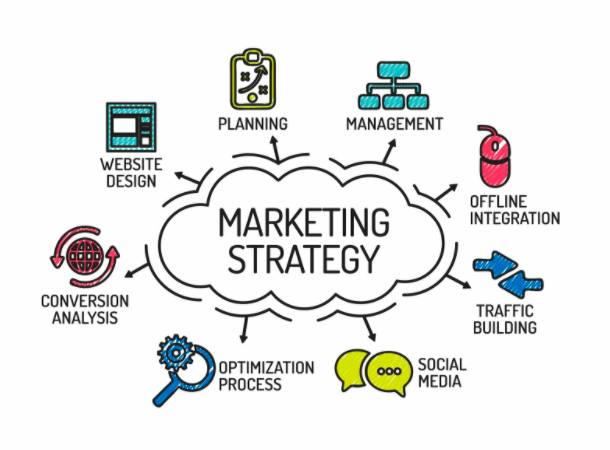 PLANNING
MANAGEMENT
WEBSITE
DESIGN
OFFLINE
INTEGRATION
MARKETING
STRATEGY
CONVERSION
ANALYSIS
TRAFFIC
BUILDING
OPTIMIZATION
PROCESS
SOCIAL
MEDIA